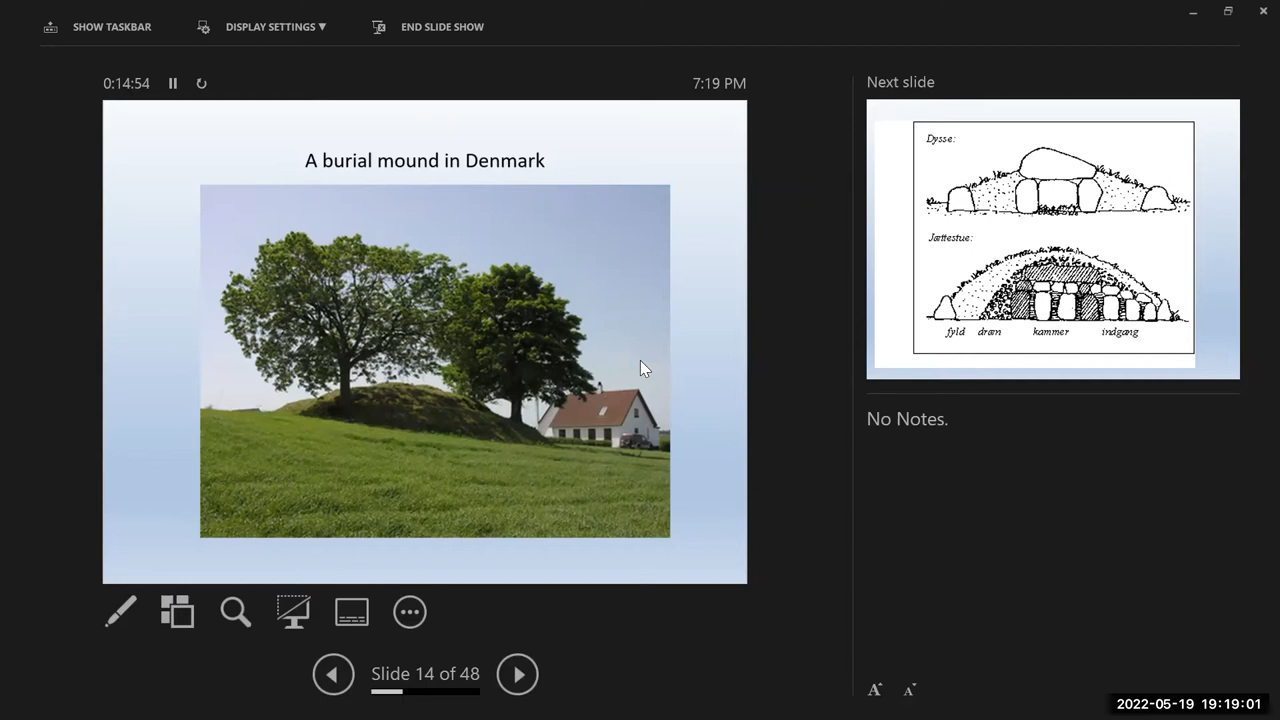 SHOW TASKBAR
DISPLAY SETTINGS ▼
END SLIDE SHOW
0:14:54
7:19 PM
A burial mound in Denmark
Next slide
Dysse:
Jættestue:
fyld dræn kammer indgang
No Notes.
Slide 14 of 48
A A
2022-05-19 19:19:01